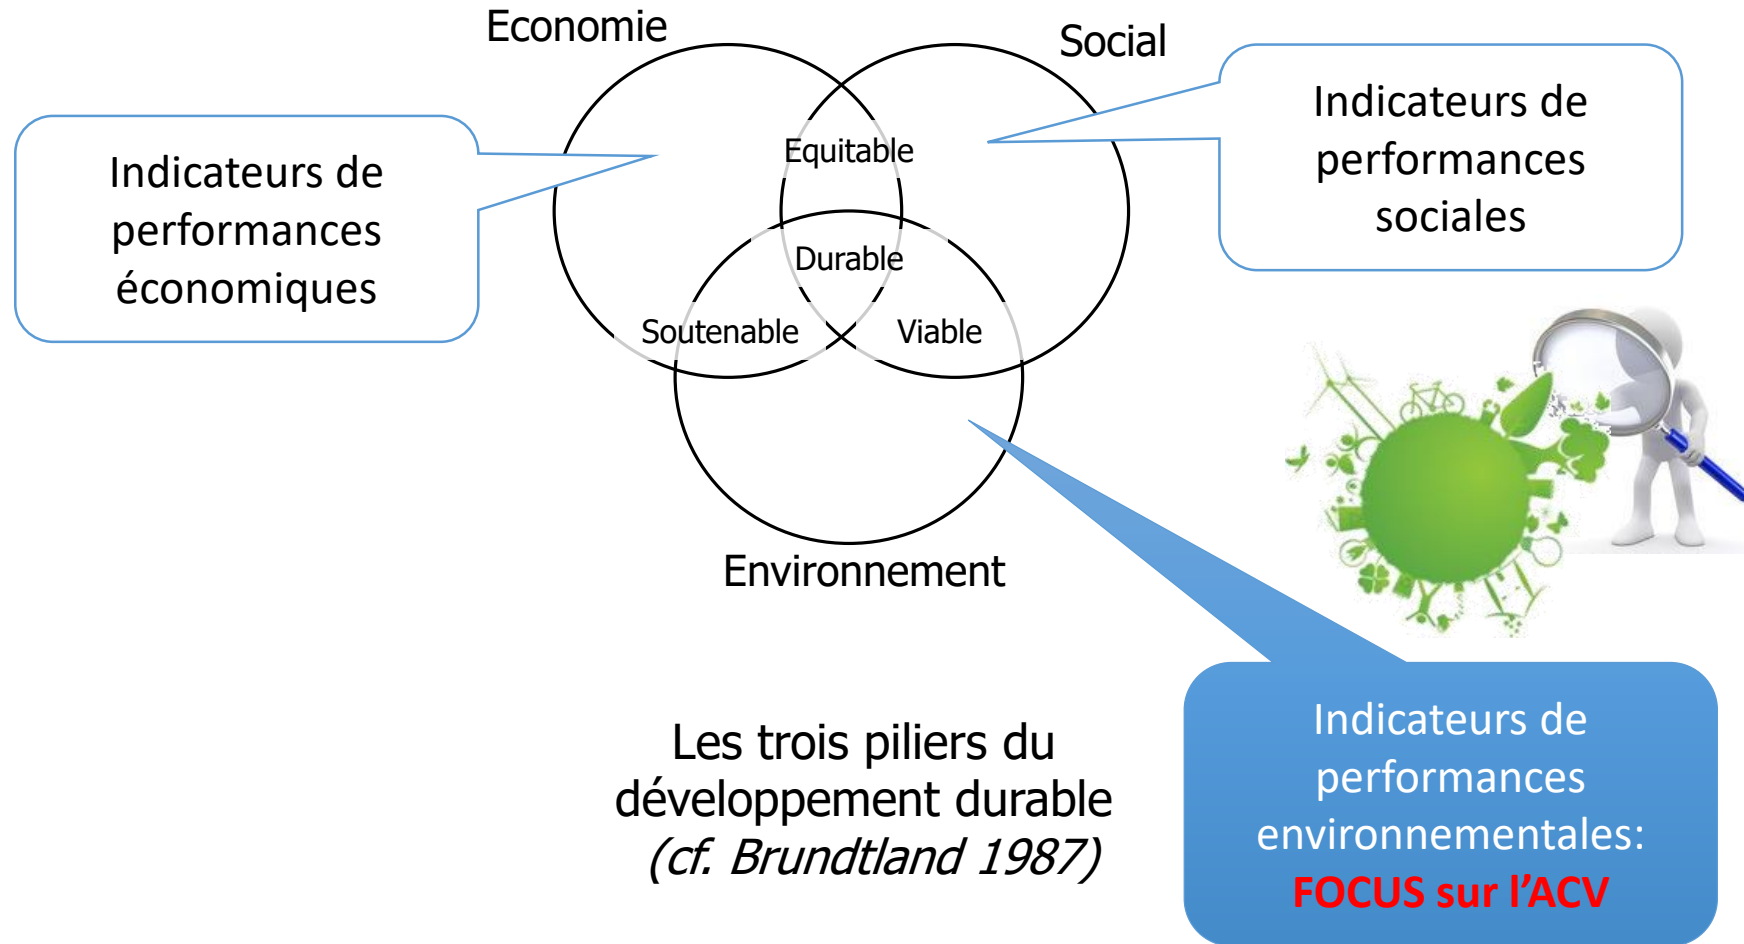 Economie
Social
Indicateurs de
performances
économiques
Equitable
Indicateurs de
performances
sociales
Durable
Soutenable
Viable
Environnement
Les trois piliers du
développement durable
(cf. Brundtland 1987)
Indicateurs de
performances
environnementales:
FOCUS sur l’ACV